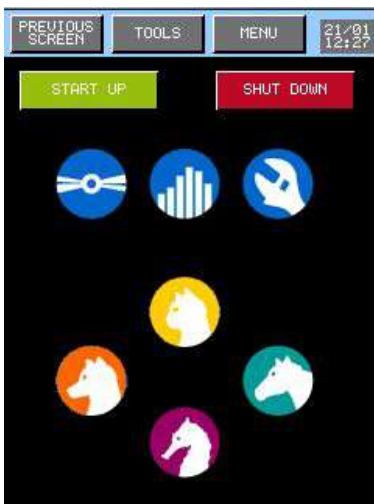 PREVIOUS
SCREEN
TOOLS
MENU
21/01
12:27
START UP
SHUT DOWN